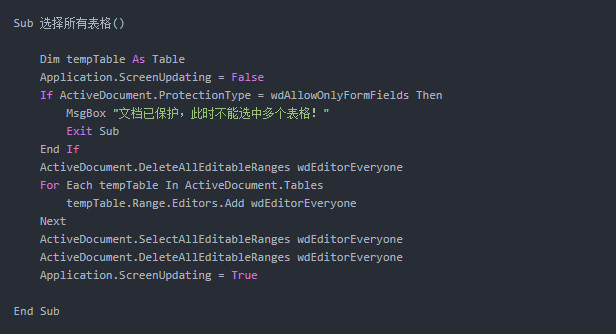 Sub 选择所有表格()
Dim tempTable As Table
Application.ScreenUpdating = False
If ActiveDocument.ProtectionType = wdAllowOnlyFormFields Then
MsgBox "文档已保护，此时不能选中多个表格！"
Exit Sub
End If
ActiveDocument.DeleteAllEditableRanges wdEditorEveryone
For Each tempTable In ActiveDocument.Tables
tempTable.Range.Editors.Add wdEditorEveryone
Next
ActiveDocument.SelectAllEditableRanges wdEditorEveryone
ActiveDocument.DeleteAllEditableRanges wdEditorEveryone
Application.ScreenUpdating = True
End Sub